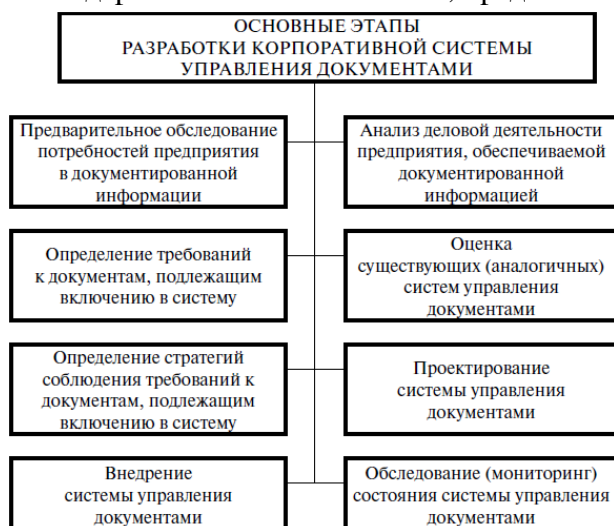 ОСНОВНЫЕ ЭТАПЫ
РАЗРАБОТКИ КОРПОРАТИВНОЙ СИСТЕМЫ
УПРАВЛЕНИЯ ДОКУМЕНТАМИ
Предварительное обследование
потребностей предприятия
в документированной
информации
Анализ деловой деятельности
предприятия, обеспечиваемой
документированной
информацией
Определение требований
к документам, подлежащим
включению в систему
Оценка
существующих (аналогичных)
систем управления
документами
Определение стратегий
соблюдения требований к
документам, подлежащим
включению в систему
Проектирование
системы управления
документами
Внедрение
системы управления
документами
Обследование (мониторинг)
состояния системы управления
документами